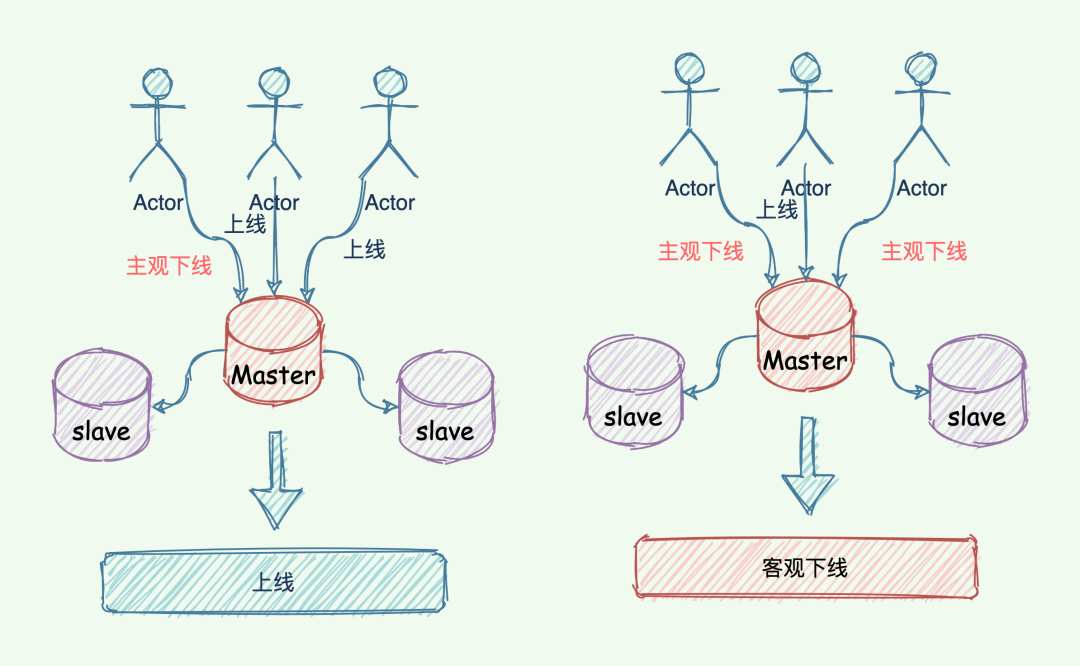 Actor
Actor
Actor
上线
上线
主观下线
Master
slave
slave
上线
Actor
Actor
Actor
上线
主观下线
主观下线
Master
slave
slave
客观下线